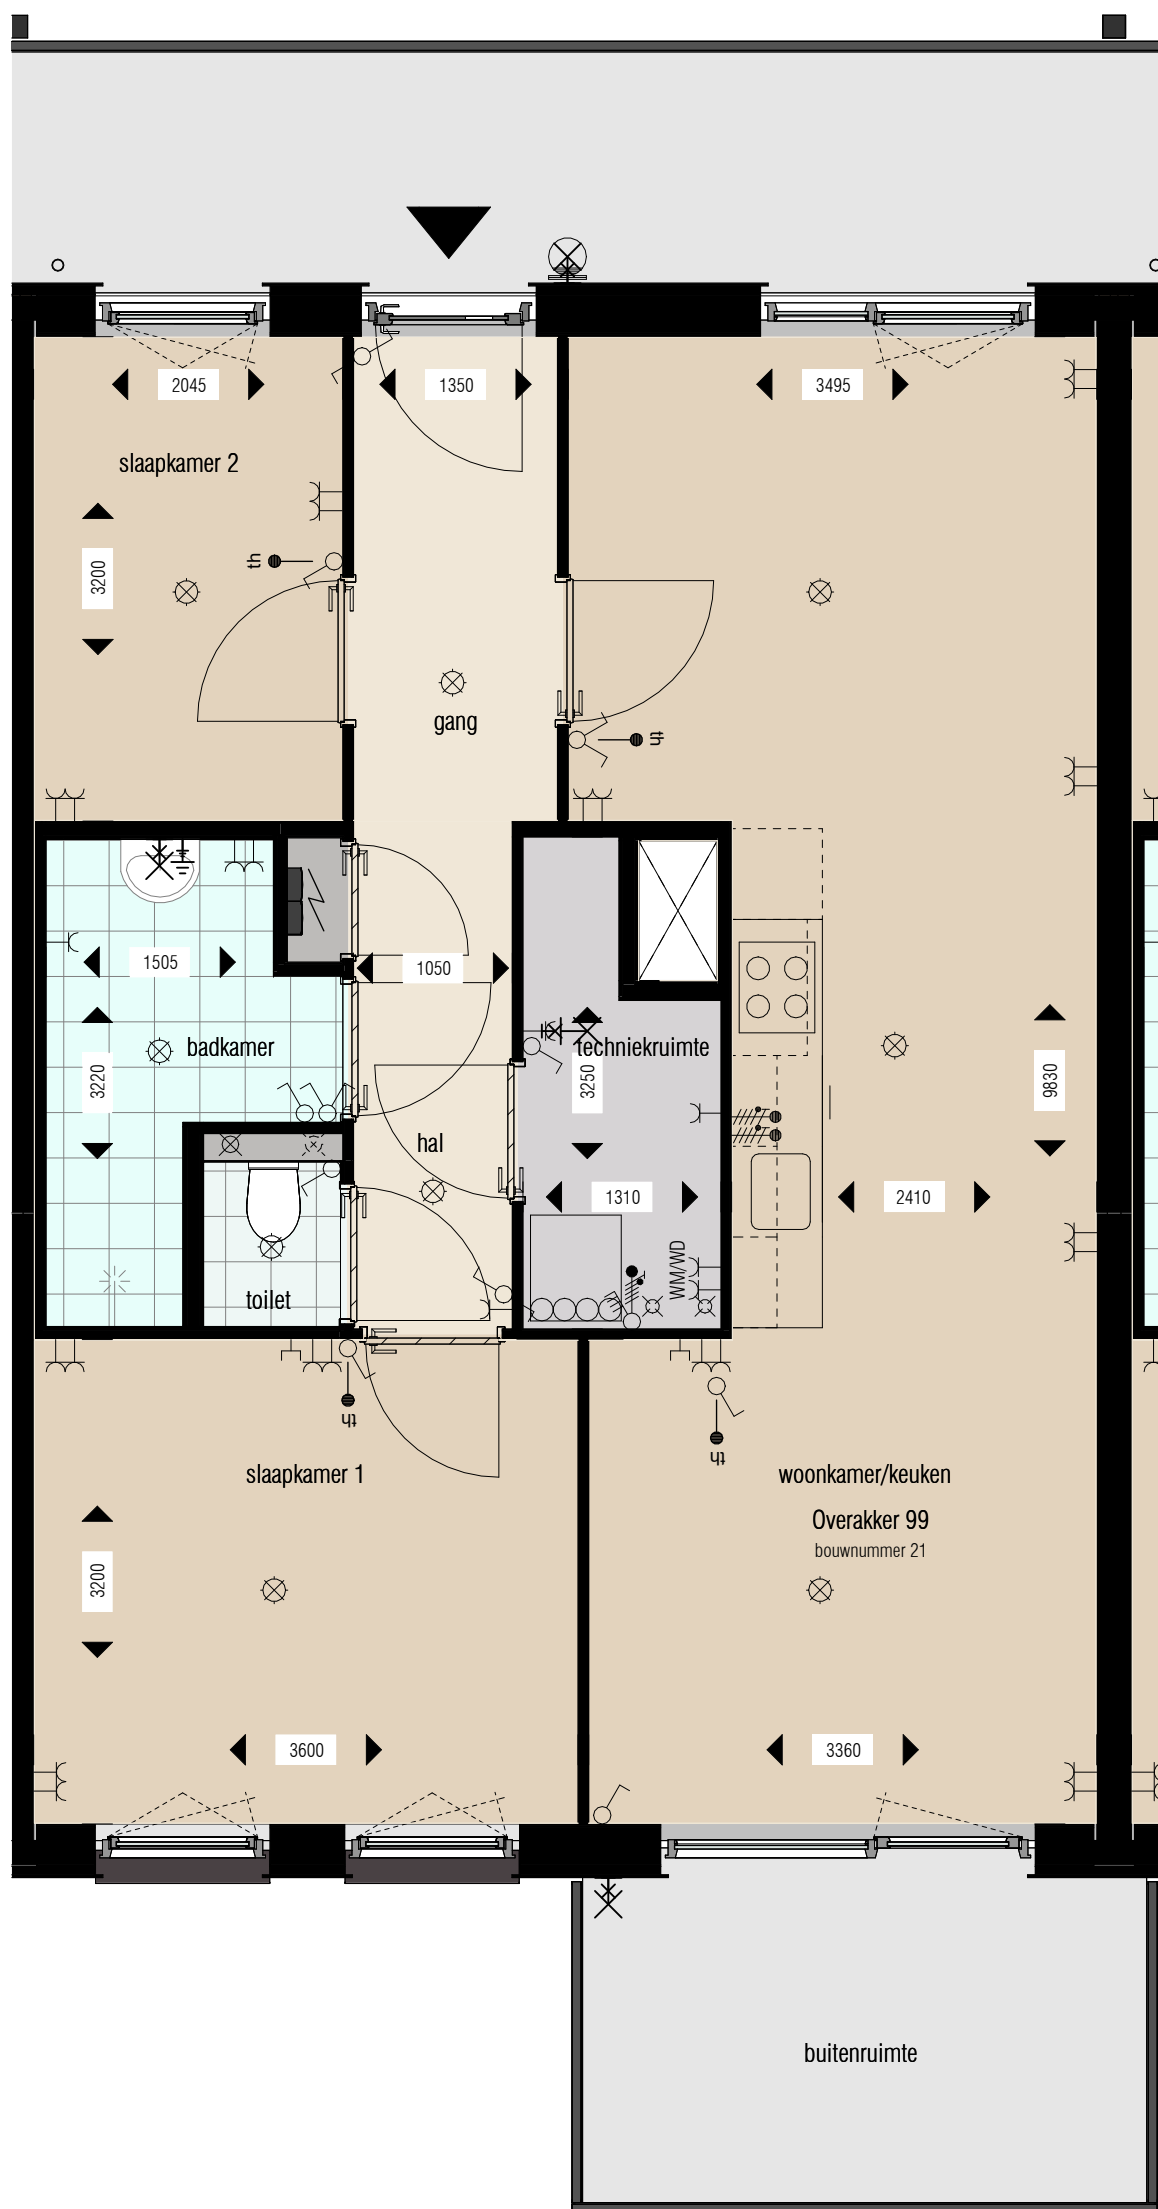 2045
1350
3495
slaapkamer 2
3200
th
gang
th
1505
1050
badkamer
techniekruimte
3220
3250
9830
hal
1310
2410
WM/WD
toilet
th
th
slaapkamer 1
woonkamer/keuken
Overakker 99
bouwnummer 21
3200
3600
3360
buitenruimte